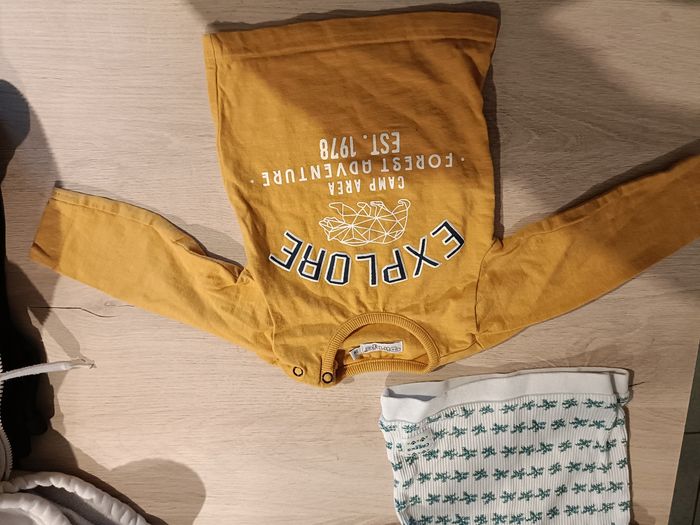 EXPLORE
CAMP AREA
· FOREST ADVENTURE ·
EST. 1978